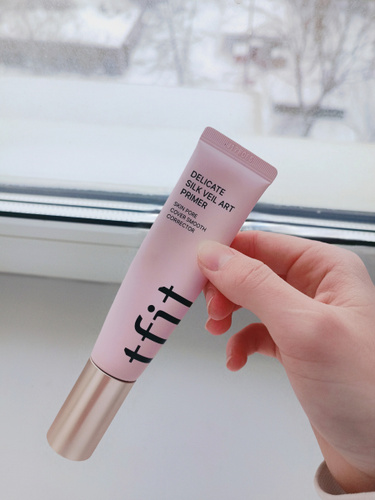 DELICATE
SILK VEIL ART
PRIMER
SKIN PORE
COVER SMOOTH
CORRECTOR
tfit